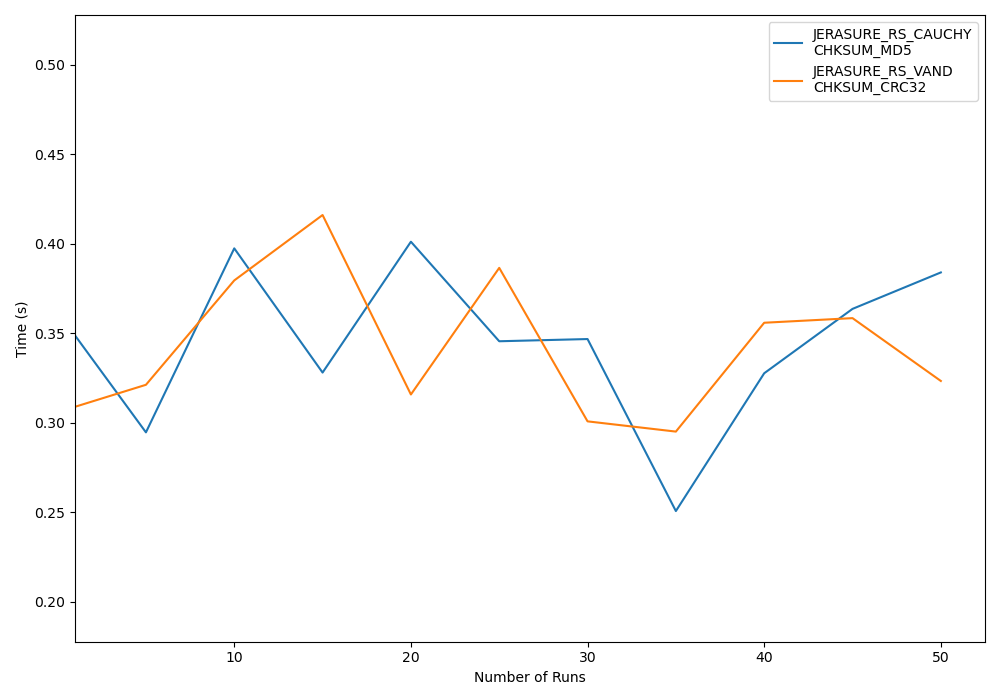 JERASURE_RS_CAUCHY
CHKSUM_MD5
JERASURE_RS_VAND
CHKSUM_CRC32
Time (s)
0.50
0.45
0.40
0.35
0.30
0.25
0.20
10
20
30
40
50
Number of Runs